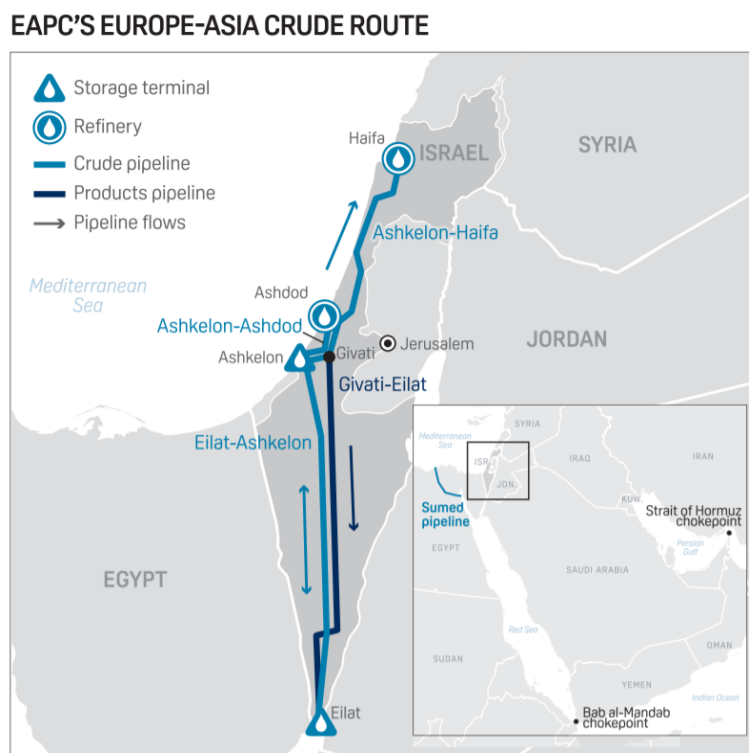 EAPC'S EUROPE-ASIA CRUDE ROUTE
Storage terminal
Refinery
Crude pipeline
Products pipeline
Pipeline flows
Haifa
ISRAEL
SYRIA
Ashkelon-Haifa
Mediterranean
Sea
Ashdod
Ashkelon-Ashdod
Ashkelon
Givati
Jerusalem
JORDAN
Givati-Eilat
Eilat-Ashkelon
EGYPT
Eilat
Mediterranean
Sea
SYRIA
ISR.
JDN.
IRAQ
IRAN
Sumed
pipeline
KUW.
Strait of Hormuz
chokepoint
Persian
Gulf
EGYPT
SAUDI ARABIA
Red Sea
OMAN
SUDAN
YEMEN
Indian Ocean
Bab al-Mandab
chokepoint